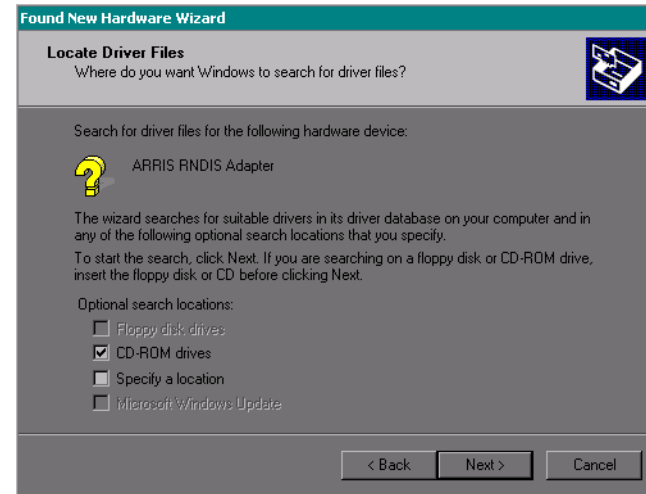 Found New Hardware Wizard
Locate Driver Files
Where do you want Windows to search for driver files?
Search for driver files for the following hardware device:
ARRIS RNDIS Adapter
The wizard searches for suitable drivers in its driver database on your computer and in
any of the following optional search locations that you specify.
To start the search, click Next. If you are searching on a floppy disk or CD-ROM drive,
insert the floppy disk or CD before clicking Next.
Optional search locations:
Floppy disk drives
CD-ROM drives
Specify a location
Microsoft Windows Update
< Back Next > Cancel